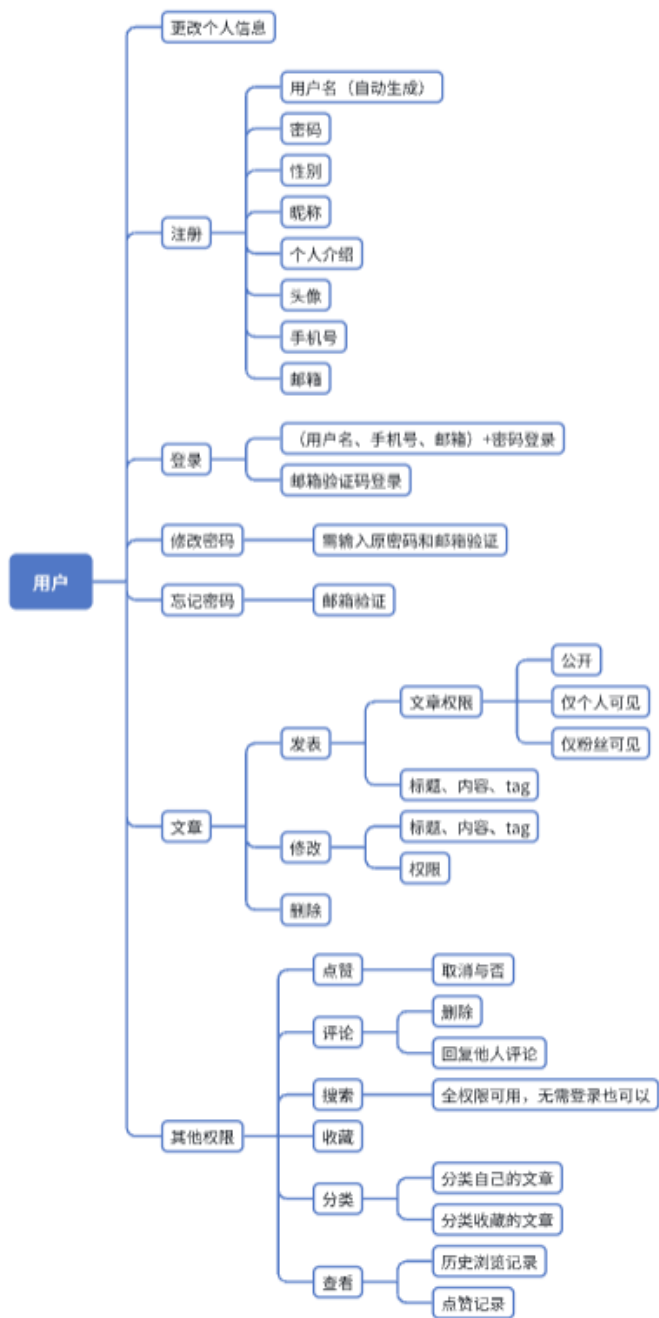 更改个人信息
用户名（自动生成）
密码
性别
昵称
注册
个人介绍
头像
手机号
邮箱
（用户名、手机号、邮箱）+密码登录
登录
邮箱验证码登录
修改密码
需输入原密码和邮箱验证
用户
忘记密码
邮箱验证
公开
文章权限
仅个人可见
发表
仅粉丝可见
标题、内容、tag
文章
标题、内容、tag
修改
权限
删除
点赞
取消与否
删除
评论
回复他人评论
搜索
全权限可用，无需登录也可以
其他权限
收藏
分类自己的文章
分类
分类收藏的文章
历史浏览记录
查看
点赞记录